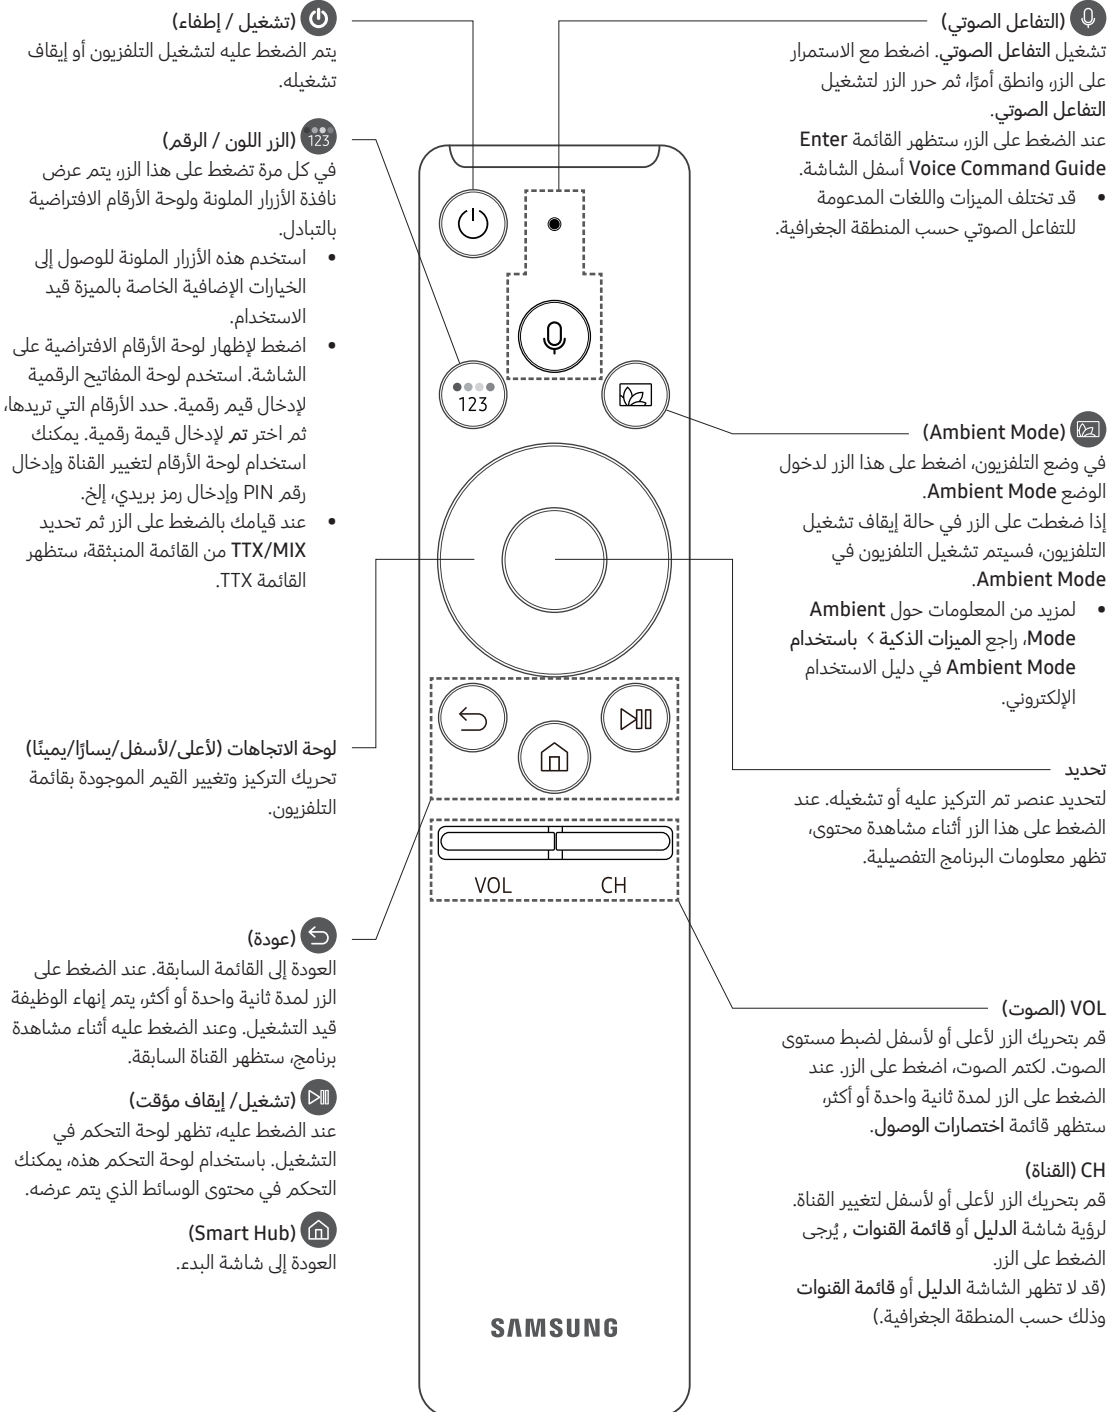 (التفاعل الصوتي)
تشغيل التفاعل الصوتي. اضغط مع الاستمرار
على الزر، وانطق أمرًا، ثم حرر الزر لتشغيل
التفاعل الصوتي.
عند الضغط على الزر، ستظهر القائمة Enter
Voice Command Guide أسفل الشاشة.
• قد تختلف الميزات واللغات المدعومة
للتفاعل الصوتي حسب المنطقة الجغرافية.
(Ambient Mode)
في وضع التلفزيون، اضغط على هذا الزر لدخول
الوضع Ambient Mode.
إذا ضغطت على الزر في حالة إيقاف تشغيل
التلفزيون، فسيتم تشغيل التلفزيون في
Ambient Mode.
• لمزيد من المعلومات حول Ambient
Mode، راجع الميزات الذكية > باستخدام
Ambient Mode في دليل الاستخدام
الإلكتروني.
تحديد
لتحديد عنصر تم التركيز عليه أو تشغيله. عند
الضغط على هذا الزر أثناء مشاهدة محتوى،
تظهر معلومات البرنامج التفصيلية.
VOL (الصوت)
قم بتحريك الزر لأعلى أو لأسفل لضبط مستوى
الصوت. لكتم الصوت، اضغط على الزر. عند
الضغط على الزر لمدة ثانية واحدة أو أكثر،
ستظهر قائمة اختصارات الوصول.
CH (القناة)
قم بتحريك الزر لأعلى أو لأسفل لتغيير القناة.
لرؤية شاشة الدليل أو قائمة القنوات , يُرجى
الضغط على الزر.
(قد لا تظهر الشاشة الدليل أو قائمة القنوات
وذلك حسب المنطقة الجغرافية.)
123
VOL CH
SAMSUNG
(تشغيل / إطفاء)
يتم الضغط عليه لتشغيل التلفزيون أو إيقاف
تشغيله.
123 (الزر اللون / الرقم)
في كل مرة تضغط على هذا الزر، يتم عرض
نافذة الأزرار الملونة ولوحة الأرقام الافتراضية
بالتبادل.
• استخدم هذه الأزرار الملونة للوصول إلى
الخيارات الإضافية الخاصة بالميزة قيد
الاستخدام.
• اضغط لإظهار لوحة الأرقام الافتراضية على
الشاشة. استخدم لوحة المفاتيح الرقمية
لإدخال قيم رقمية. حدد الأرقام التي تريدها،
ثم اختر تم لإدخال قيمة رقمية. يمكنك
استخدام لوحة الأرقام لتغيير القناة وإدخال
رقم PIN وإدخال رمز بريدي، إلخ.
• عند قيامك بالضغط على الزر ثم تحديد
TTX/MIX من القائمة المنبثقة، ستظهر
القائمة TTX.
لوحة الاتجاهات (لأعلى/لأسفل/يسارًا/يمينًا)
تحريك التركيز وتغيير القيم الموجودة بقائمة
التلفزيون.
(عودة)
العودة إلى القائمة السابقة. عند الضغط على
الزر لمدة ثانية واحدة أو أكثر، يتم إنهاء الوظيفة
قيد التشغيل. وعند الضغط عليه أثناء مشاهدة
برنامج، ستظهر القناة السابقة.
(تشغيل/ إيقاف مؤقت)
عند الضغط عليه، تظهر لوحة التحكم في
التشغيل. باستخدام لوحة التحكم هذه، يمكنك
التحكم في محتوى الوسائط الذي يتم عرضه.
(Smart Hub)
العودة إلى شاشة البدء.